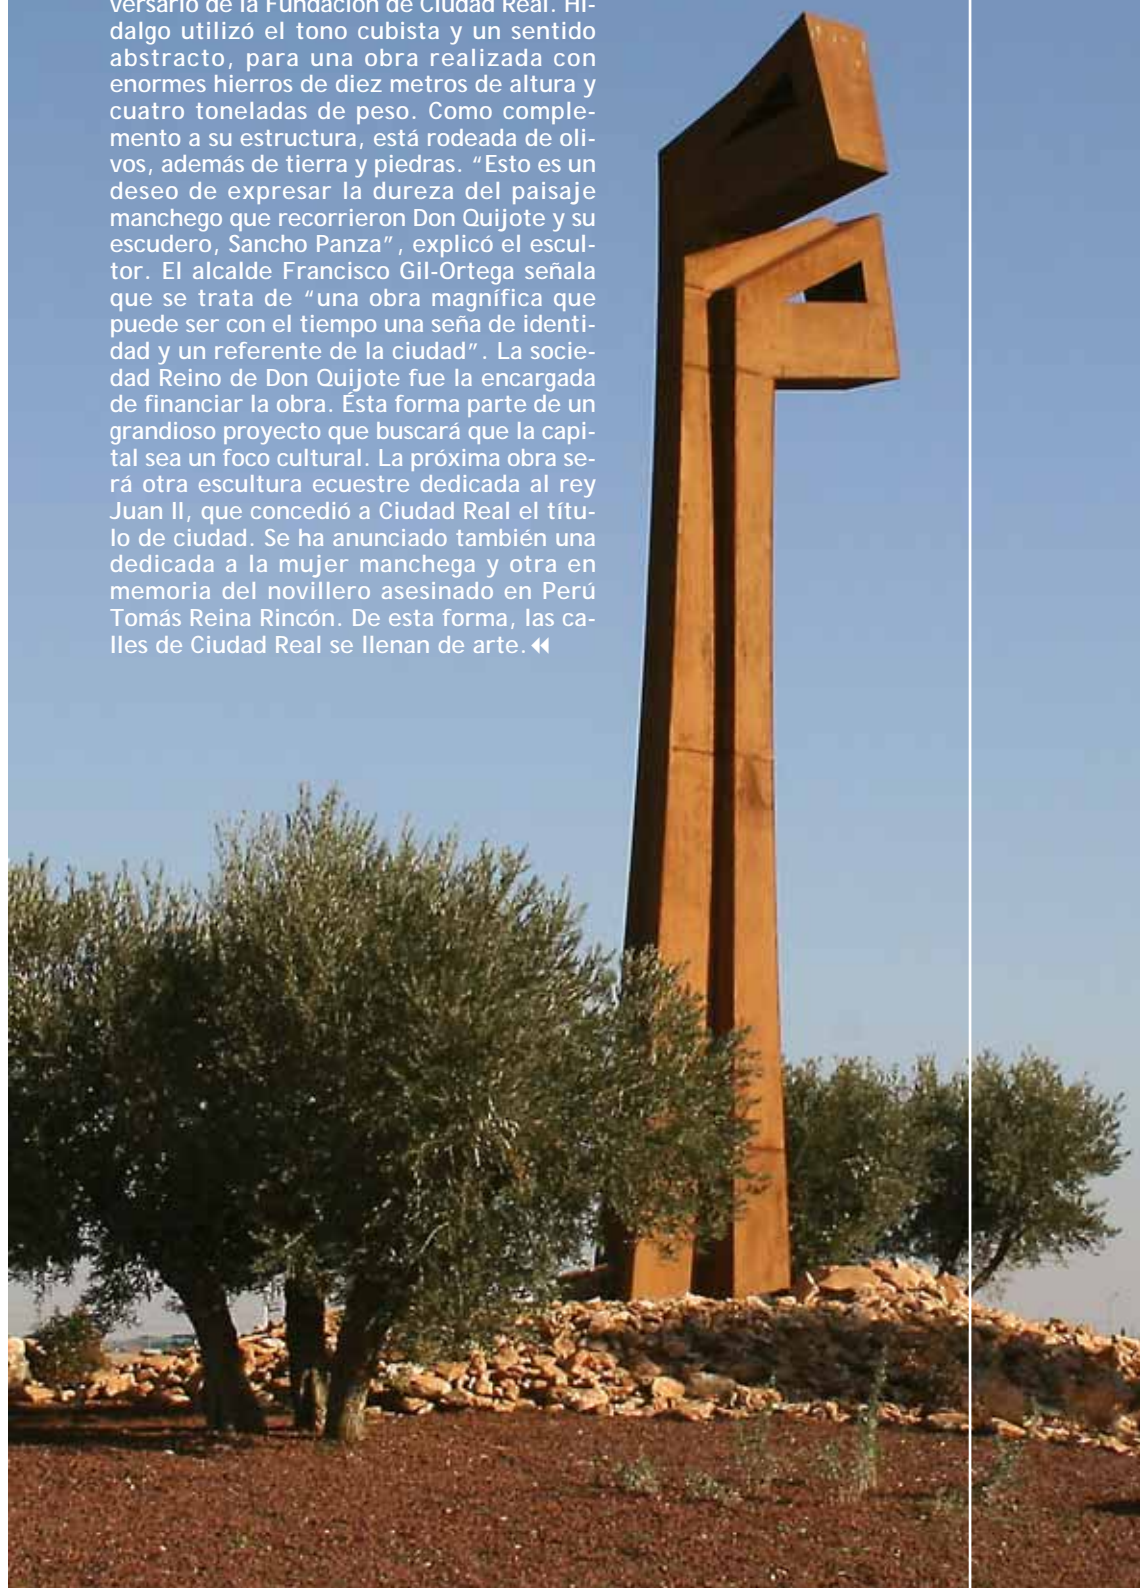 versario de la Fundación de Ciudad Real. Hi-
dalgo utilizó el tono cubista y un sentido
abstracto, para una obra realizada con
enormes hierros de diez metros de altura y
cuatro toneladas de peso. Como comple-
mento a su estructura, está rodeada de oli-
vos, además de tierra y piedras. “Esto es un
deseo de expresar la dureza del paisaje
manchego que recorrieron Don Quijote y su
escudero, Sancho Panza”, explicó el escul-
tor. El alcalde Francisco Gil-Ortega señala
que se trata de “una obra magnífica que
puede ser con el tiempo una seña de identi-
dad y un referente de la ciudad”. La socie-
dad Reino de Don Quijote fue la encargada
de financiar la obra. Ésta forma parte de un
grandioso proyecto que buscará que la capi-
tal sea un foco cultural. La próxima obra se-
rá otra escultura ecuestre dedicada al rey
Juan II, que concedió a Ciudad Real el títu-
lo de ciudad. Se ha anunciado también una
dedicada a la mujer manchega y otra en
memoria del novillero asesinado en Perú
Tomás Reina Rincón. De esta forma, las ca-
lles de Ciudad Real se llenan de arte.